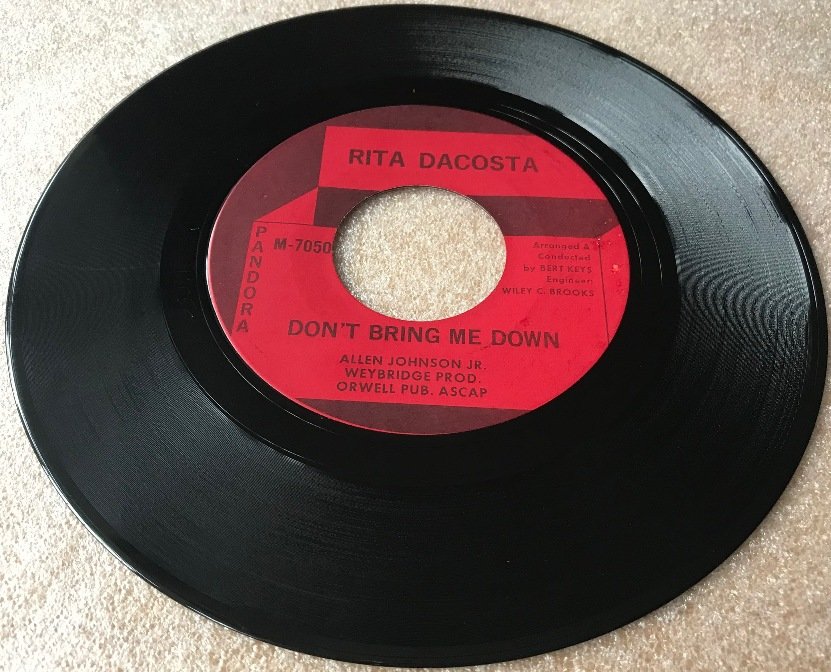 RITA DACOSTA
PANDORA
M-7050
Arranged &
Conducted
by BERT KEYS
Engineer:
WILEY C. BROOKS
DON'T BRING ME DOWN
ALLEN JOHNSON JR.
WEYBRIDGE PROD.
ORWELL PUB. ASCAP